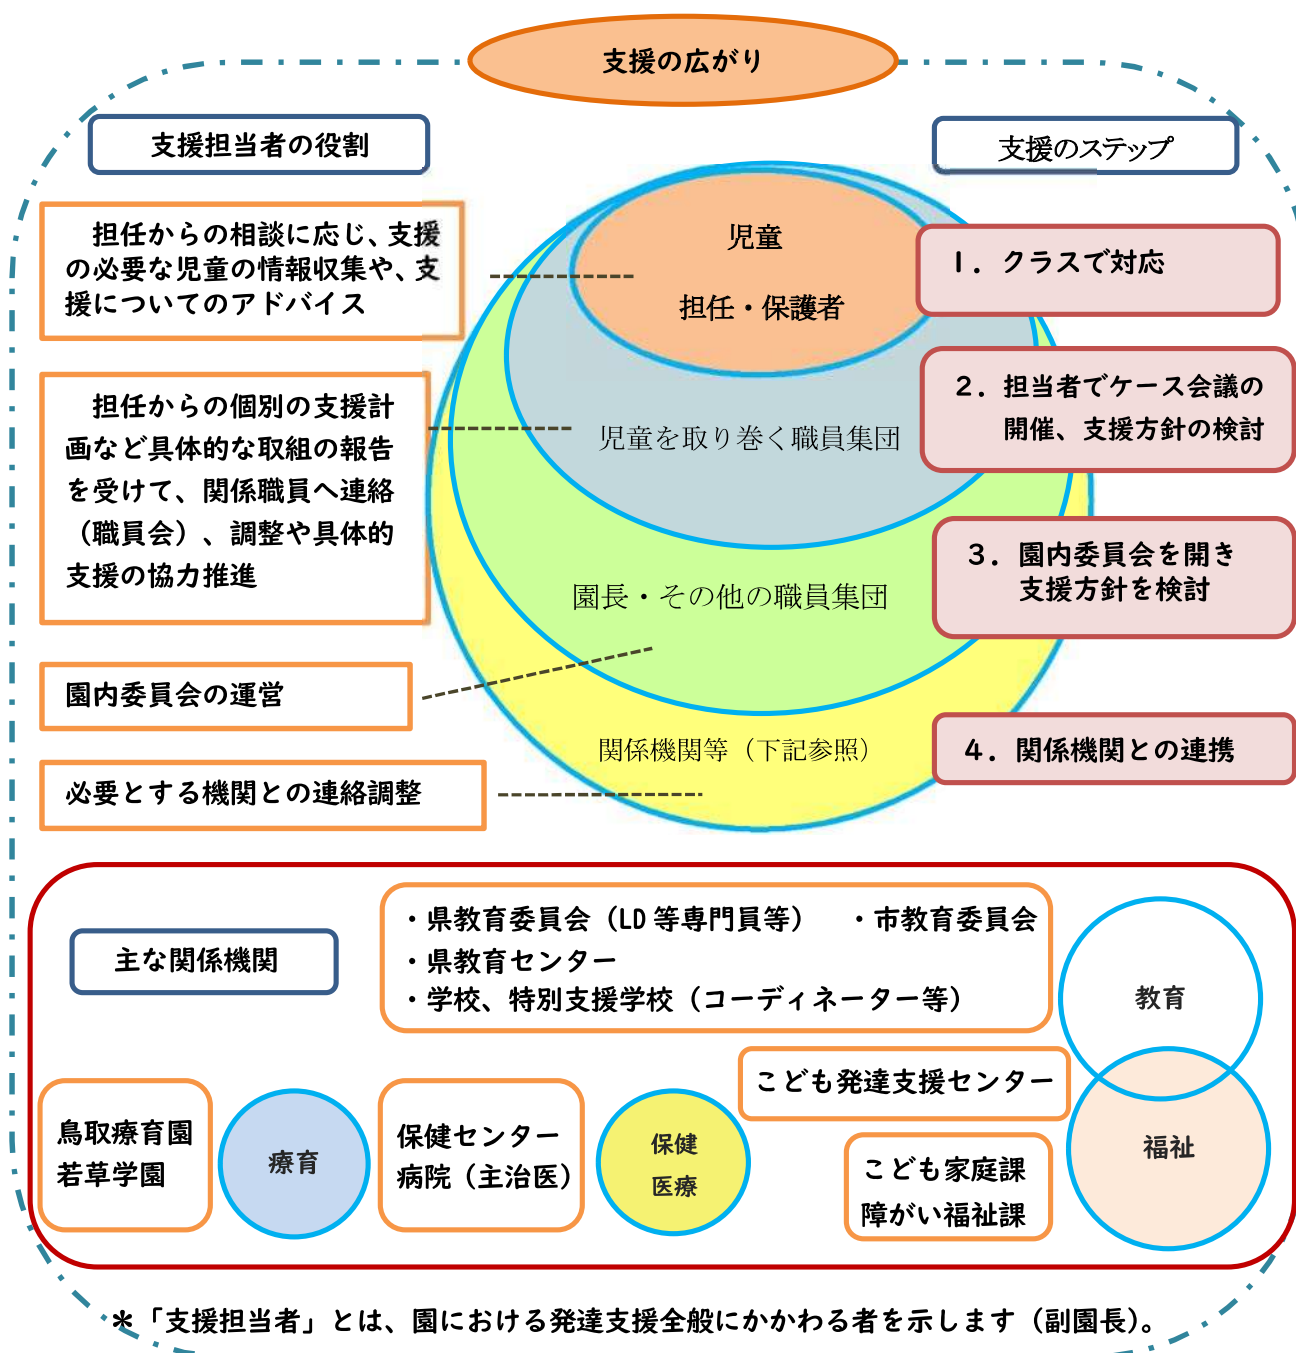 支援の広がり
支援担当者の役割
支援のステップ
担任からの相談に応じ、支援
の必要な児童の情報収集や、支
援についてのアドバイス
担任からの個別の支援計
画など具体的な取組の報告
を受けて、関係職員へ連絡
（職員会）、調整や具体的
支援の協力推進
園内委員会の運営
必要とする機関との連絡調整
児童
担任・保護者
児童を取り巻く職員集団
園長・その他の職員集団
関係機関等（下記参照）
1．クラスで対応
2．担当者でケース会議の
開催、支援方針の検討
3．園内委員会を開き
支援方針を検討
4．関係機関との連携
主な関係機関
・県教育委員会（LD等専門員等）　・市教育委員会
・県教育センター
・学校、特別支援学校（コーディネーター等）
教育
こども発達支援センター
福祉
こども家庭課
障がい福祉課
鳥取療育園
若草学園
療育
保健センター
病院（主治医）
保健
医療
＊「支援担当者」とは、園における発達支援全般にかかわる者を示します（副園長）。